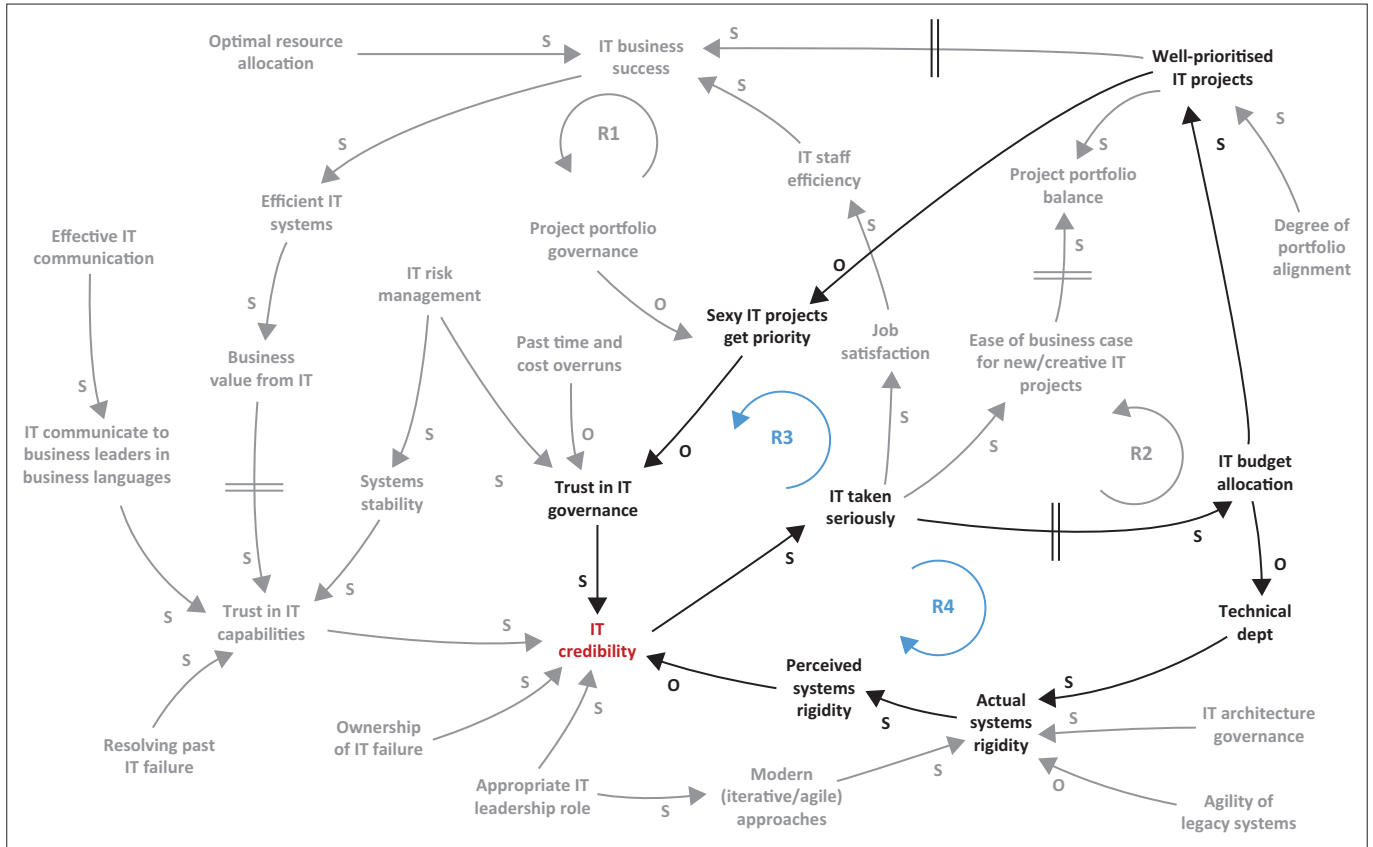 Optimal resource
allocation
S
IT business
success
S
Well-prioritised
IT projects
S
R1
IT staff
efficiency
S
Project portfolio
balance
S
S
S
Efficient IT
systems
Effective IT
communication
Project portfolio
governance
S
S
Degree of
portfolio
alignment
IT risk
management
O
O
S
S
Sexy IT projects
get priority
Past time and
cost overruns
Job
satisfaction
Ease of business case
for new/creative IT
projects
Business
value from IT
S
IT communicate to
business leaders in
business languages
S
O
O
R3
S
S
R2
Systems
stability
S
Trust in IT
governance
IT taken
seriously
IT budget
allocation
S
S
S
S
S
S
O
S
Trust in IT
capabilities
S
IT
credibility
R4
Technical
dept
S
S
O
Perceived
systems
rigidity
S
S
S
Actual
systems
rigidity
S
IT architecture
governance
Resolving past
IT failure
Ownership
of IT failure
Appropriate IT
leadership role
S
Modern
(iterative/agile)
approaches
S
O
Agility of
legacy systems